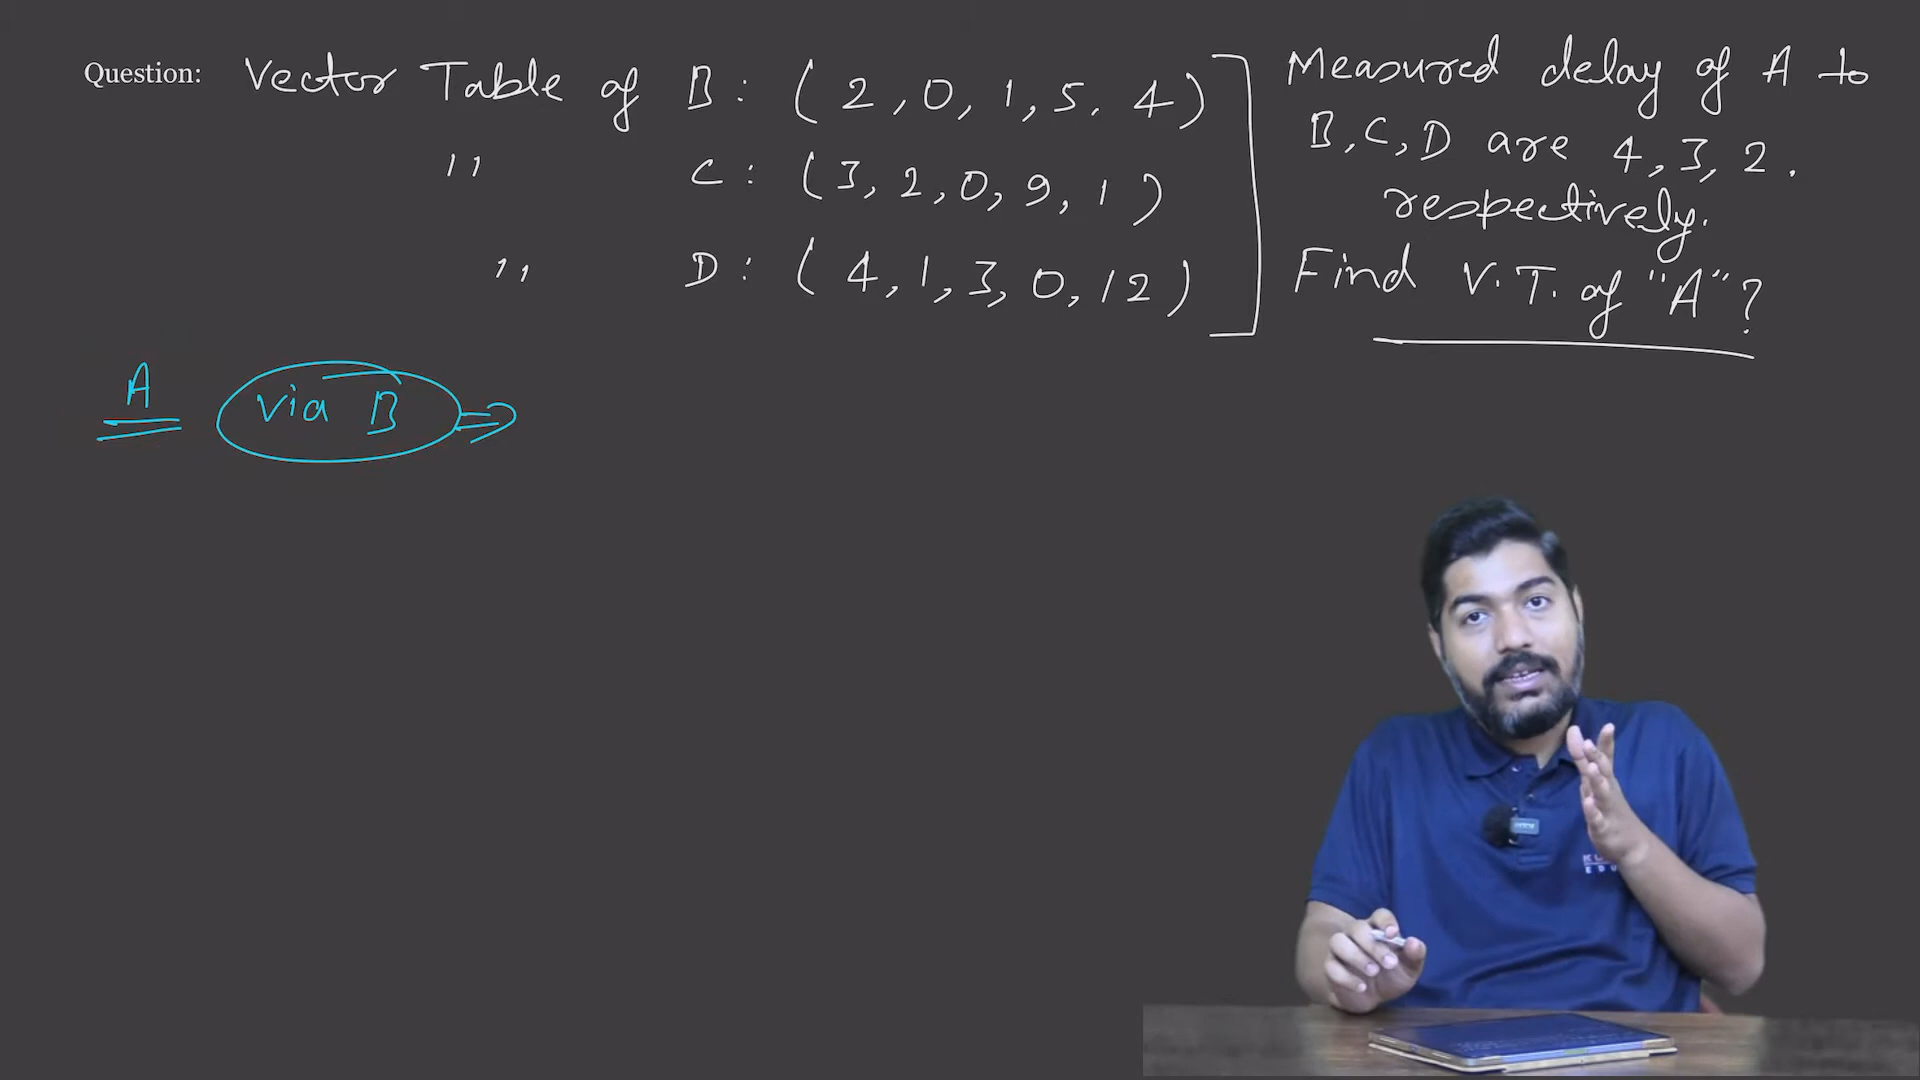 Question: Vector Table of B: (2, 0, 1, 5, 4)
" C: (3, 2, 0, 9, 1)
" D: (4, 1, 3, 0, 12)
Measured delay of A to
B, C, D are 4, 3, 2.
respectively.
Find V.T. of "A"?
A via B ⇒